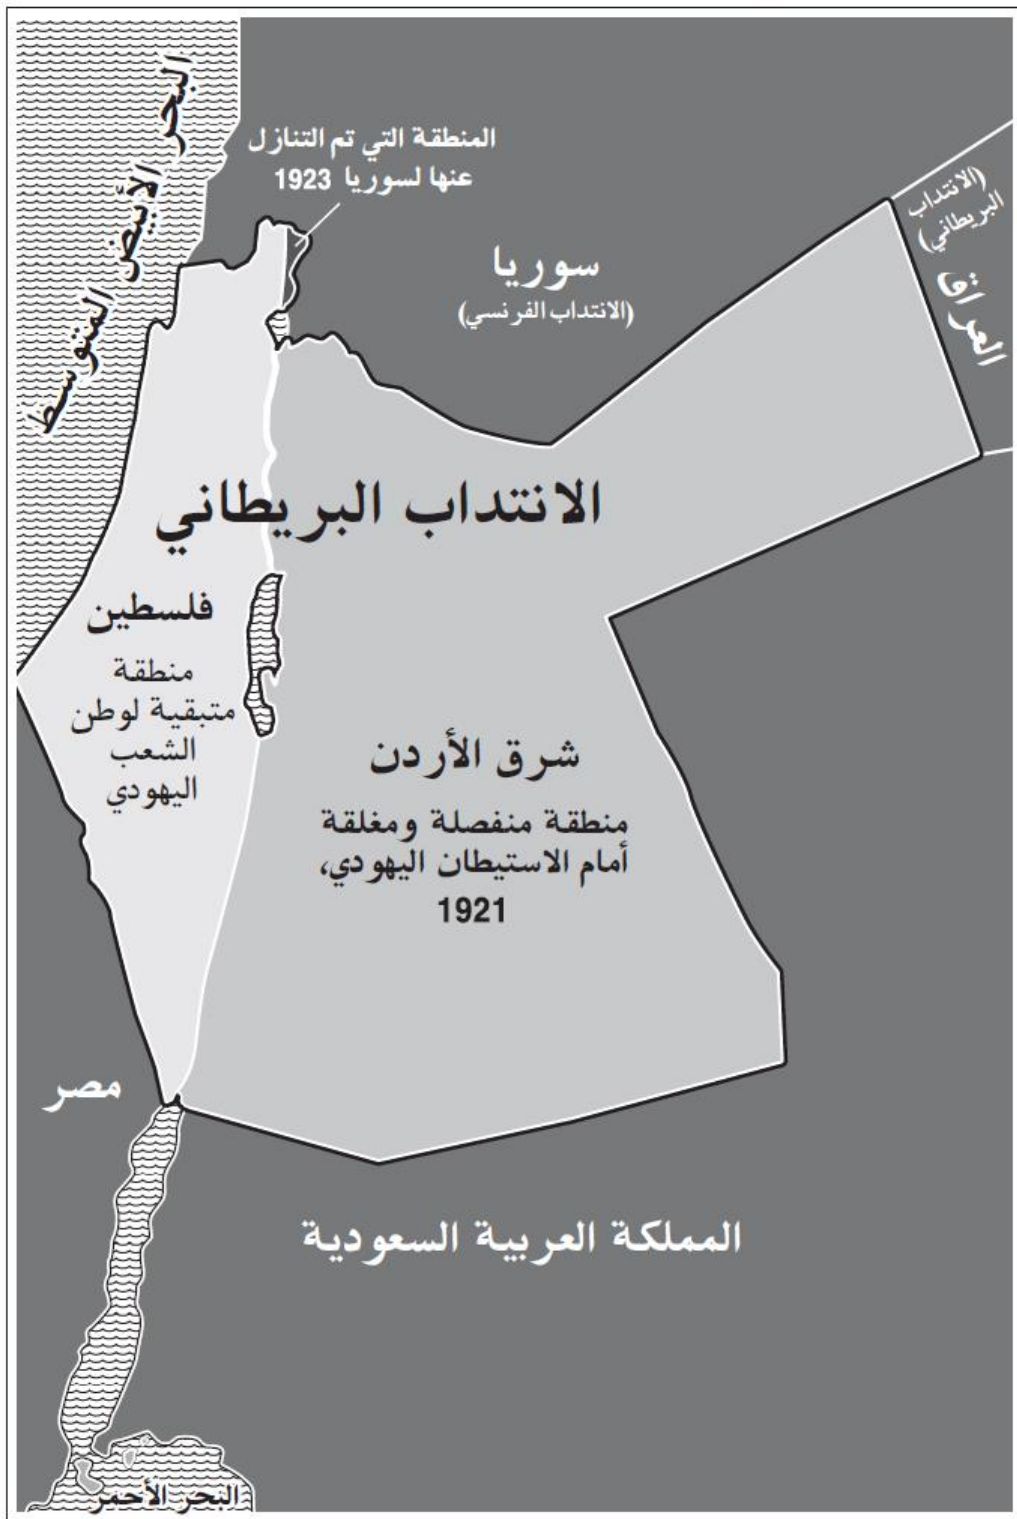 البحر الأبيض المتوسط
المنطقة التي تم التنازل
عنها لسوريا 1923
(الانتداب
البريطاني)
العراق
سوريا
(الانتداب الفرنسي)
الانتداب البريطاني
فلسطين
منطقة
متبقية لوطن
الشعب
اليهودي
شرق الأردن
منطقة منفصلة ومغلقة
أمام الاستيطان اليهودي،
1921
مصر
المملكة العربية السعودية
البحر الأحمر